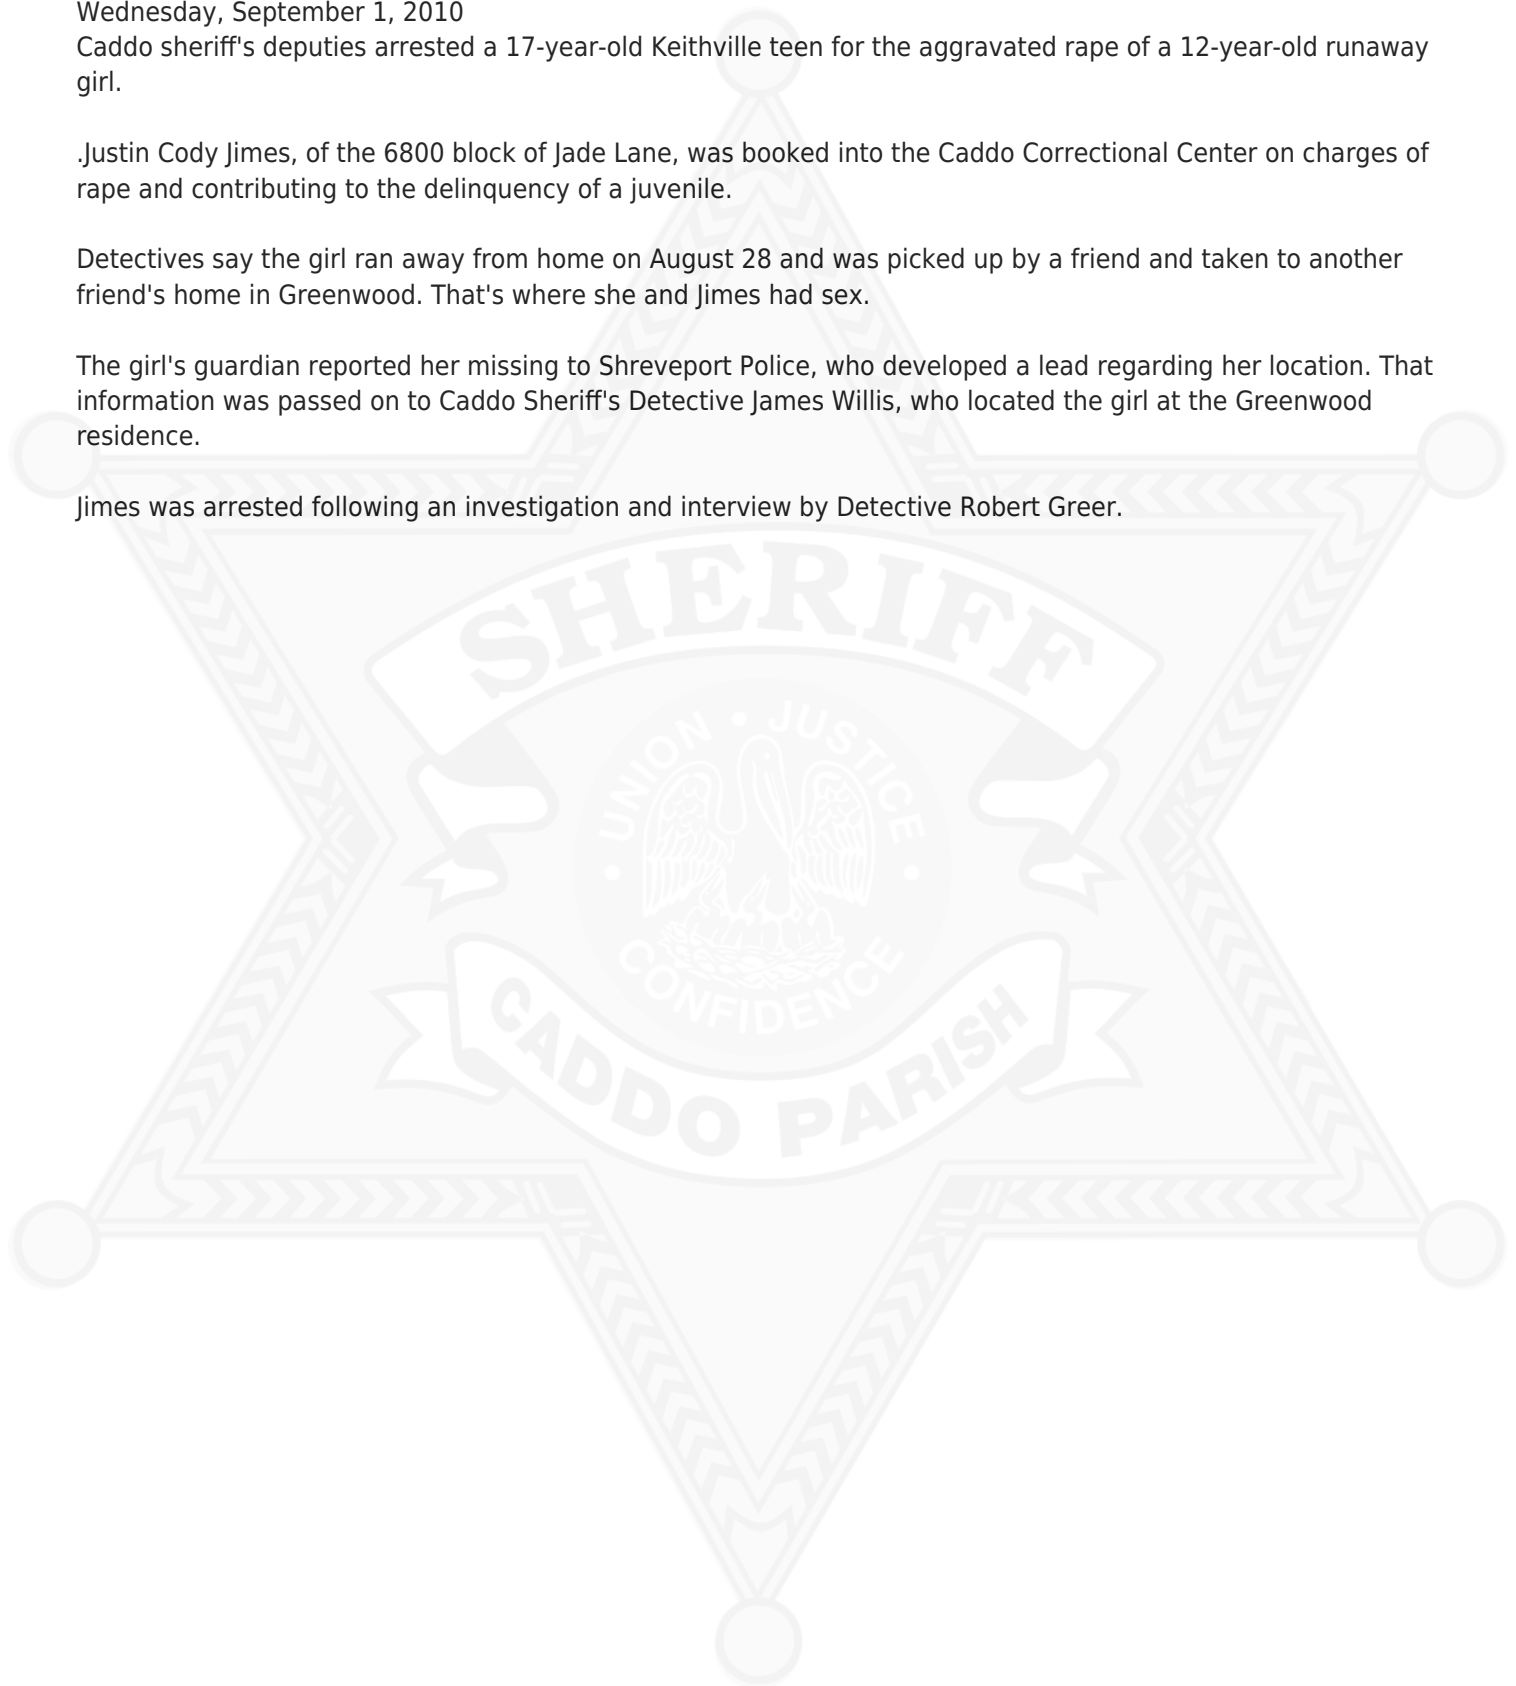 Wednesday, September 1, 2010
Caddo sheriff's deputies arrested a 17-year-old Keithville teen for the aggravated rape of a 12-year-old runaway
girl.
.Justin Cody Jimes, of the 6800 block of Jade Lane, was booked into the Caddo Correctional Center on charges of
rape and contributing to the delinquency of a juvenile.
Detectives say the girl ran away from home on August 28 and was picked up by a friend and taken to another
friend's home in Greenwood. That's where she and Jimes had sex.
The girl's guardian reported her missing to Shreveport Police, who developed a lead regarding her location. That
information was passed on to Caddo Sheriff's Detective James Willis, who located the girl at the Greenwood
residence.
Jimes was arrested following an investigation and interview by Detective Robert Greer.
SHERIFF
UNION • JUSTICE
• CONFIDENCE •
CADDO PARISH